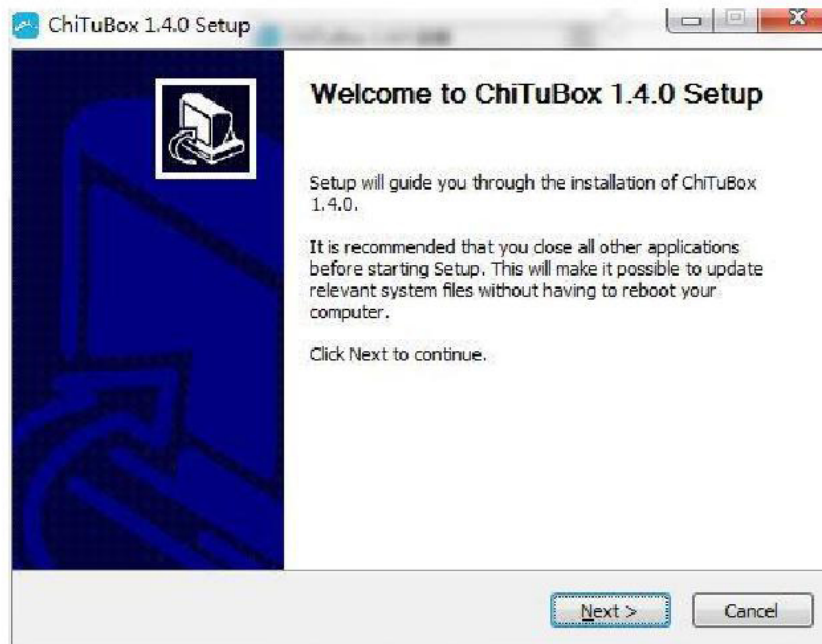 ChiTuBox 1.4.0 Setup
Welcome to ChiTuBox 1.4.0 Setup
Setup will guide you through the installation of ChiTuBox
1.4.0.
It is recommended that you close all other applications
before starting Setup. This will make it possible to update
relevant system files without having to reboot your
computer.
Click Next to continue.
Next >
Cancel